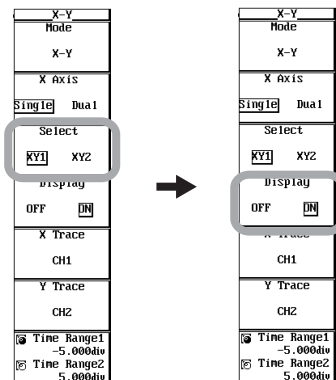 X-Y
Mode
X-Y
X Axis
Single Dual
Select
XY1 XY2
Display
OFF ON
X Trace
CH1
Y Trace
CH2
Time Range1
-5.000div
Time Range2
5.000div
X-Y
Mode
X-Y
X Axis
Single Dual
Select
XY1 XY2
Display
OFF ON
X Trace
CH1
Y Trace
CH2
Time Range1
-5.000div
Time Range2
5.000div